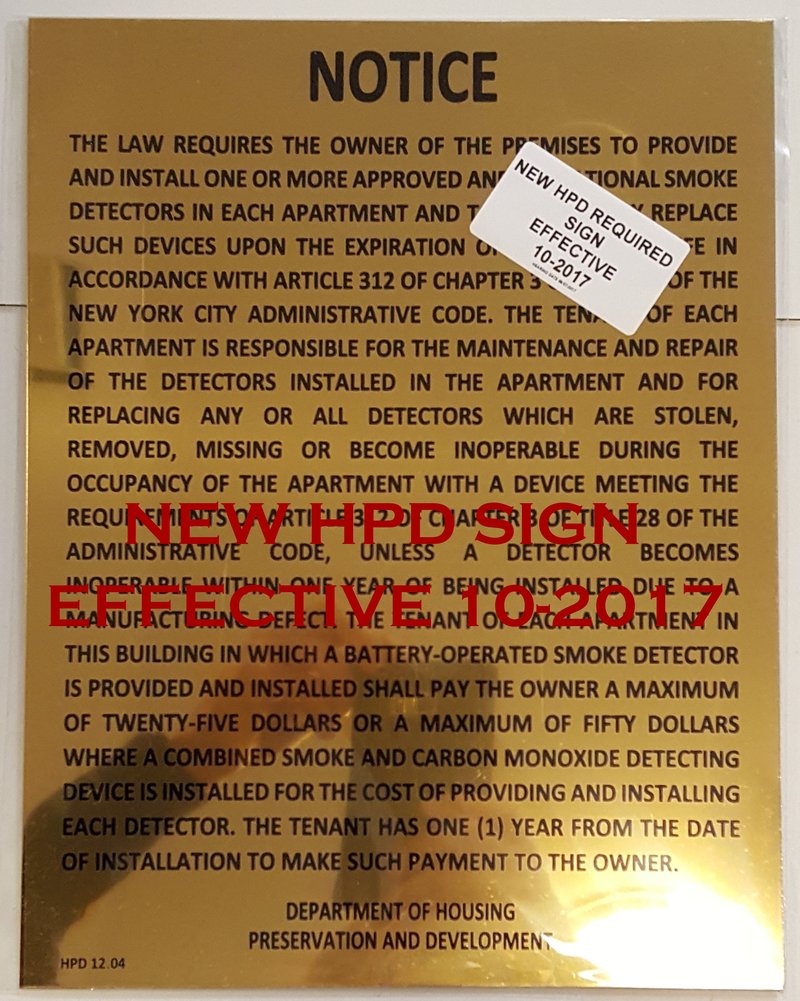 NOTICE
THE LAW REQUIRES THE OWNER OF THE PREMISES TO PROVIDE
AND INSTALL ONE OR MORE APPROVED AND SMOKE
DETECTORS IN EACH APARTMENT AND REPLACE
SUCH DEVICES UPON THE EXPIRATION IN
ACCORDANCE WITH ARTICLE 312 OF CHAPTER 3 OF THE
NEW YORK CITY ADMINISTRATIVE CODE. THE TENANT OF EACH
APARTMENT IS RESPONSIBLE FOR THE MAINTENANCE AND REPAIR
OF THE DETECTORS INSTALLED IN THE APARTMENT AND FOR
REPLACING ANY OR ALL DETECTORS WHICH ARE STOLEN,
REMOVED, MISSING OR BECOME INOPERABLE DURING THE
OCCUPANCY OF THE APARTMENT WITH A DEVICE MEETING THE
REQUIREMENTS OF ARTICLE 312 OF CHAPTER 3 OF TITLE 28 OF THE
ADMINISTRATIVE CODE, UNLESS A DETECTOR BECOMES
INOPERABLE WITHIN ONE YEAR OF BEING INSTALLED DUE TO A
MANUFACTURING DEFECT. THE TENANT OF EACH APARTMENT IN
THIS BUILDING IN WHICH A BATTERY-OPERATED SMOKE DETECTOR
IS PROVIDED AND INSTALLED SHALL PAY THE OWNER A MAXIMUM
OF TWENTY-FIVE DOLLARS OR A MAXIMUM OF FIFTY DOLLARS
WHERE A COMBINED SMOKE AND CARBON MONOXIDE DETECTING
DEVICE IS INSTALLED FOR THE COST OF PROVIDING AND INSTALLING
EACH DETECTOR. THE TENANT HAS ONE (1) YEAR FROM THE DATE
OF INSTALLATION TO MAKE SUCH PAYMENT TO THE OWNER.
DEPARTMENT OF HOUSING
PRESERVATION AND DEVELOPMENT
HPD 12.04
NEW HPD REQUIRED
SIGN
EFFECTIVE
10-2017
NEW HPD SIGN
EFFECTIVE 10-2017